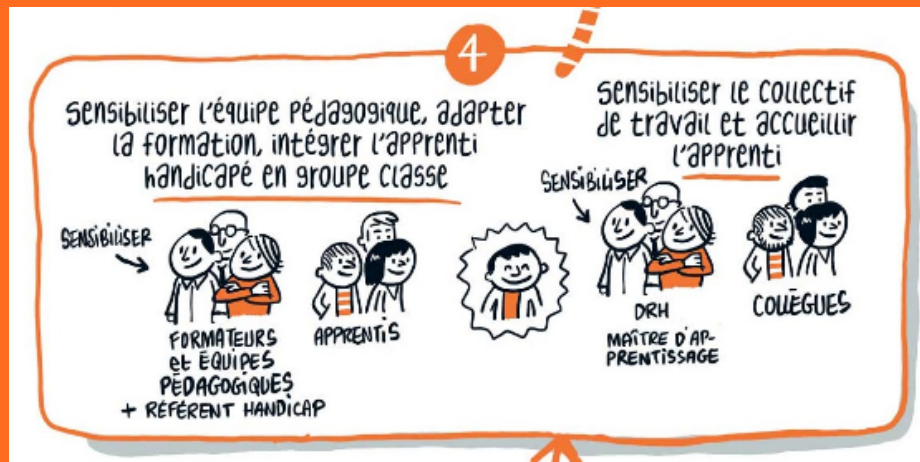 4
Sensibiliser l'équipe pédagogique, adapter
la formation, intégrer l'apprenti
handicapé en groupe classe
SENSIBILISER
FORMATEURS
et ÉQUIPES
PÉDAGOGIQUES
+ RÉFÉRENT HANDICAP
APPRENTIS
Sensibiliser le collectif
de travail et accueillir
l'apprenti
SENSIBILISER
DRH
MAÎTRE D'AP-
PRENTISSAGE
COLLÈGUES